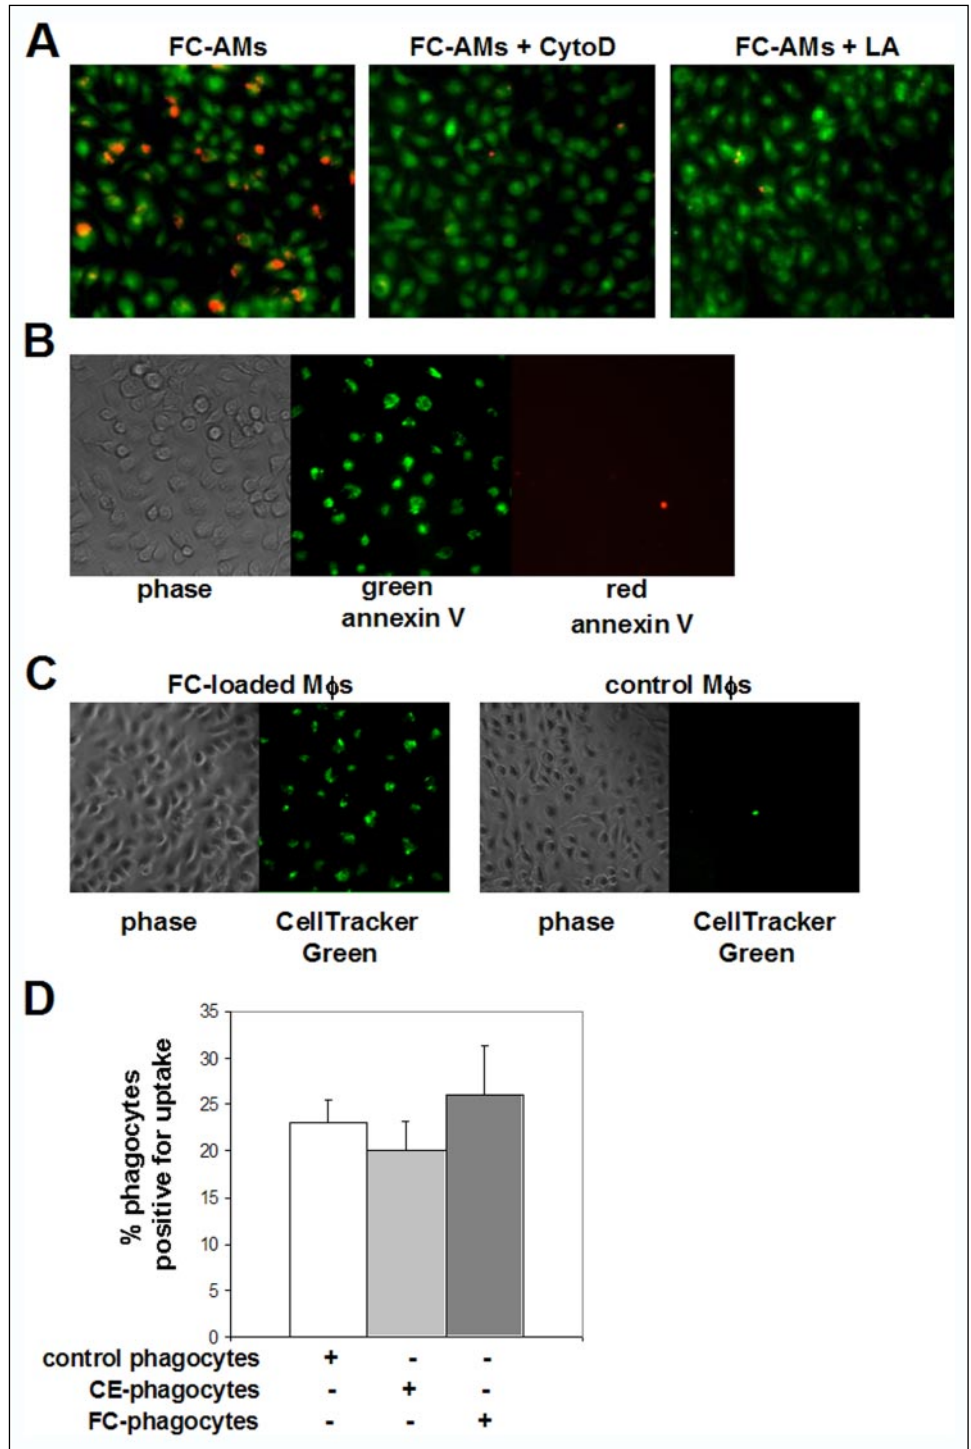 A
FC-AMs
FC-AMs + CytoD
FC-AMs + LA
B
phase
green
annexin V
red
annexin V
C
FC-loaded Mϕs
control Mϕs
phase
CellTracker
Green
phase
CellTracker
Green
D
% phagocytes
positive for uptake
35
30
25
20
15
10
5
0
control phagocytes + - -
CE-phagocytes - + -
FC-phagocytes - - +